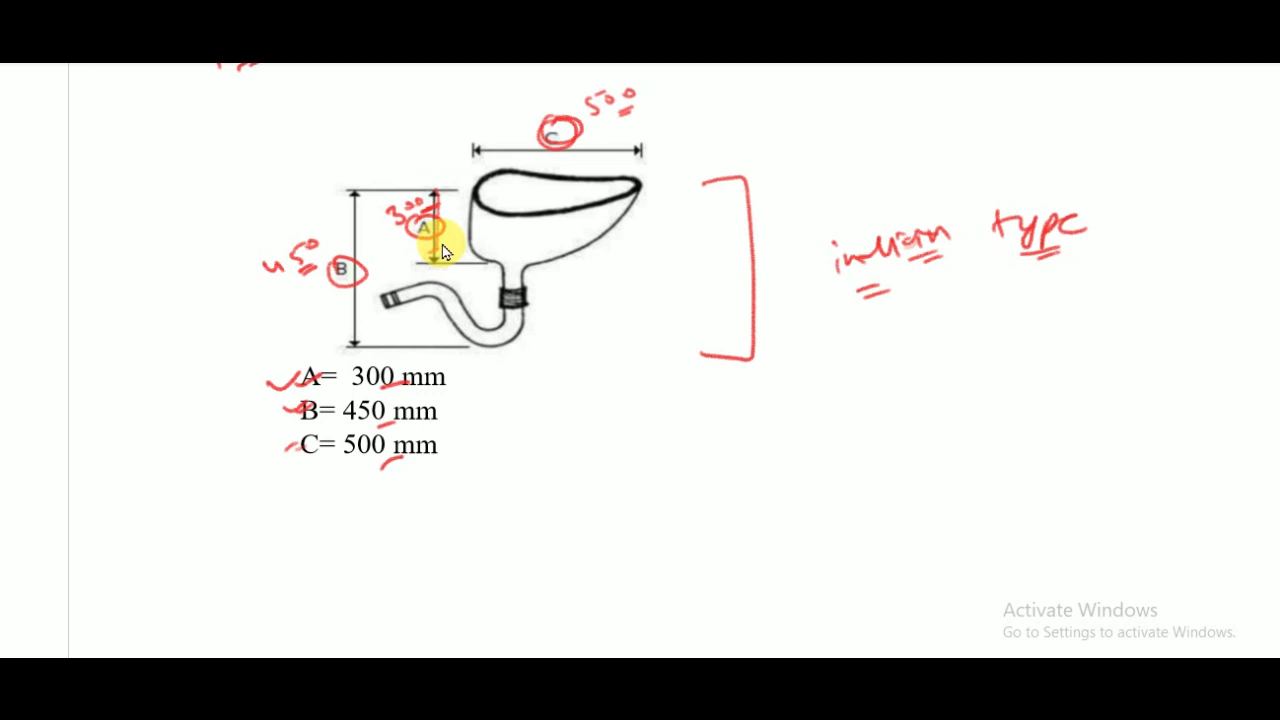 C 500
300
A
450 B
indian type
A= 300 mm
B= 450 mm
C= 500 mm
Activate Windows
Go to Settings to activate Windows.